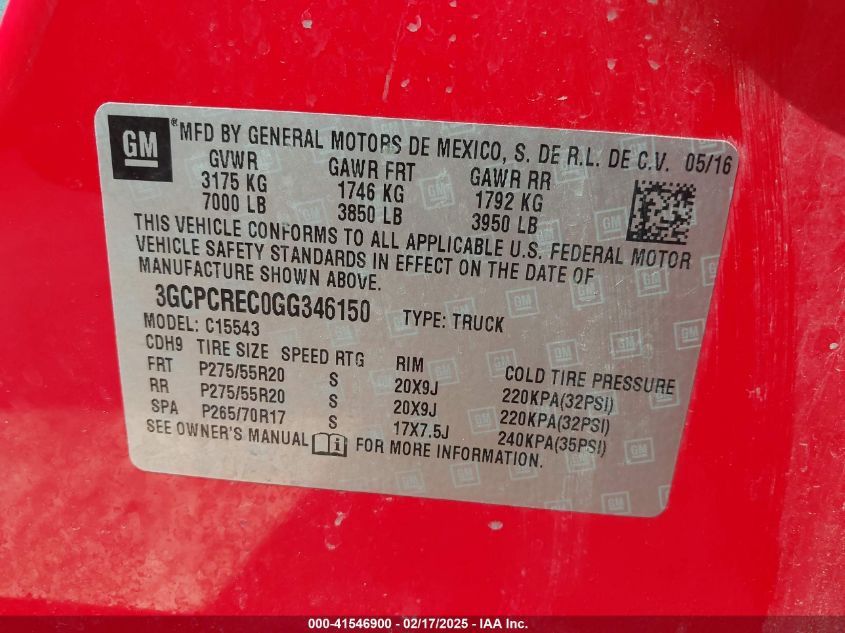 GM ® MFD BY GENERAL MOTORS DE MEXICO, S. DE R.L. DE C.V. 05/16
GVWR GAWR FRT GAWR RR
3175 KG 1746 KG 1792 KG
7000 LB 3850 LB 3950 LB
THIS VEHICLE CONFORMS TO ALL APPLICABLE U.S. FEDERAL MOTOR
VEHICLE SAFETY STANDARDS IN EFFECT ON THE DATE OF
MANUFACTURE SHOWN ABOVE.
3GCPCREC0GG346150 TYPE: TRUCK
MODEL: C15543
CDH9 TIRE SIZE SPEED RTG RIM COLD TIRE PRESSURE
FRT P275/55R20 S 20X9J 220KPA(32PSI)
RR P275/55R20 S 20X9J 220KPA(32PSI)
SPA P265/70R17 S 17X7.5J 240KPA(35PSI)
SEE OWNER'S MANUAL i FOR MORE INFORMATION.
000-41546900 - 02/17/2025 - IAA Inc.